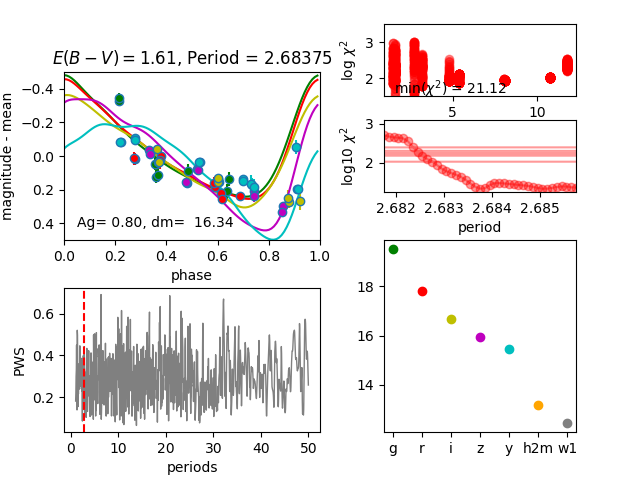 E(B − V) = 1.61, Period = 2.68375
magnitude - mean
−0.4
−0.2
0.0
0.2
0.4
Ag= 0.80, dm=  16.34
0.0 0.2 0.4 0.6 0.8 1.0
phase
log χ²
3
2
min(χ²) = 21.12
5 10
log10 χ²
3
2
2.682 2.683 2.684 2.685
period
PWS
0.6
0.4
0.2
0 10 20 30 40 50
periods
18
16
14
g r i z y h2m w1